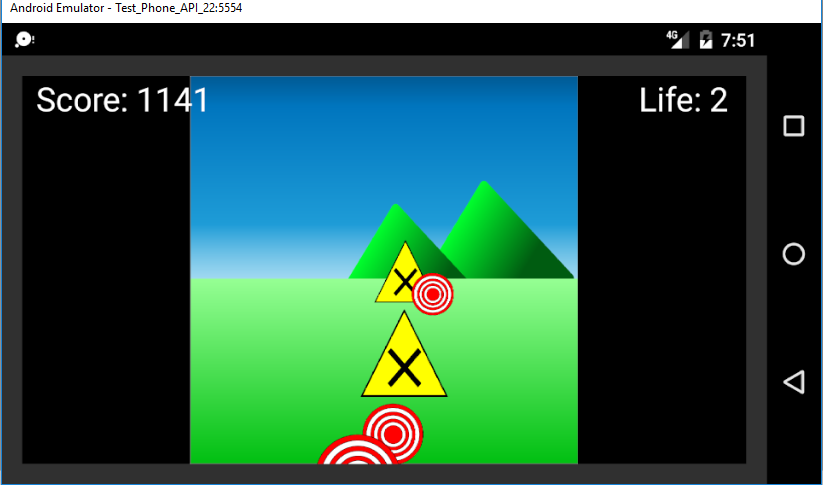 Android Emulator - Test_Phone_API_22:5554
4G 7:51
Score: 1141 Life: 2
X
X